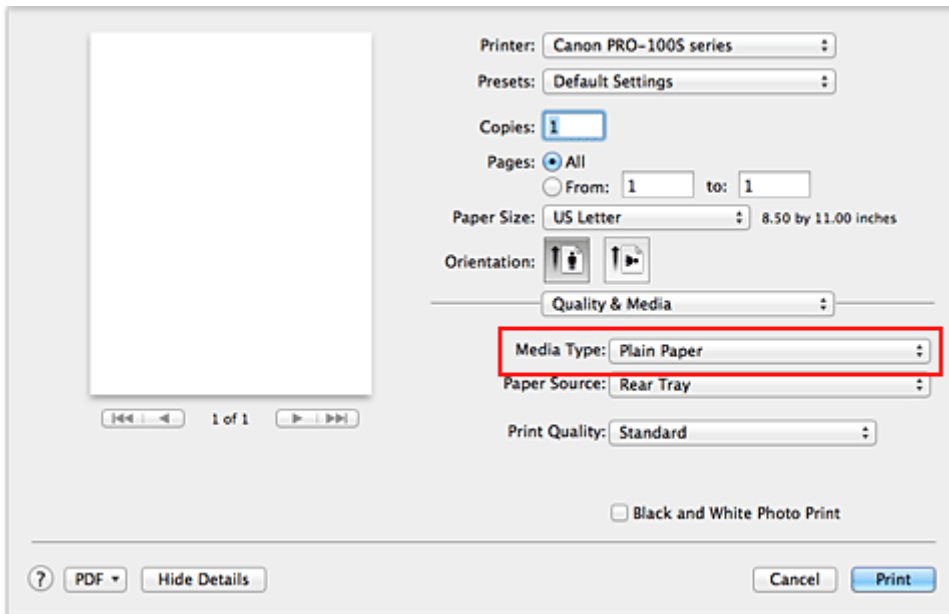 Printer: Canon PRO-100S series
Presets: Default Settings
Copies: 1
Pages: All
From: 1 to: 1
Paper Size: US Letter 8.50 by 11.00 inches
Orientation:
Quality & Media
Media Type: Plain Paper
Paper Source: Rear Tray
1 of 1
Print Quality: Standard
Black and White Photo Print
? PDF Hide Details Cancel Print